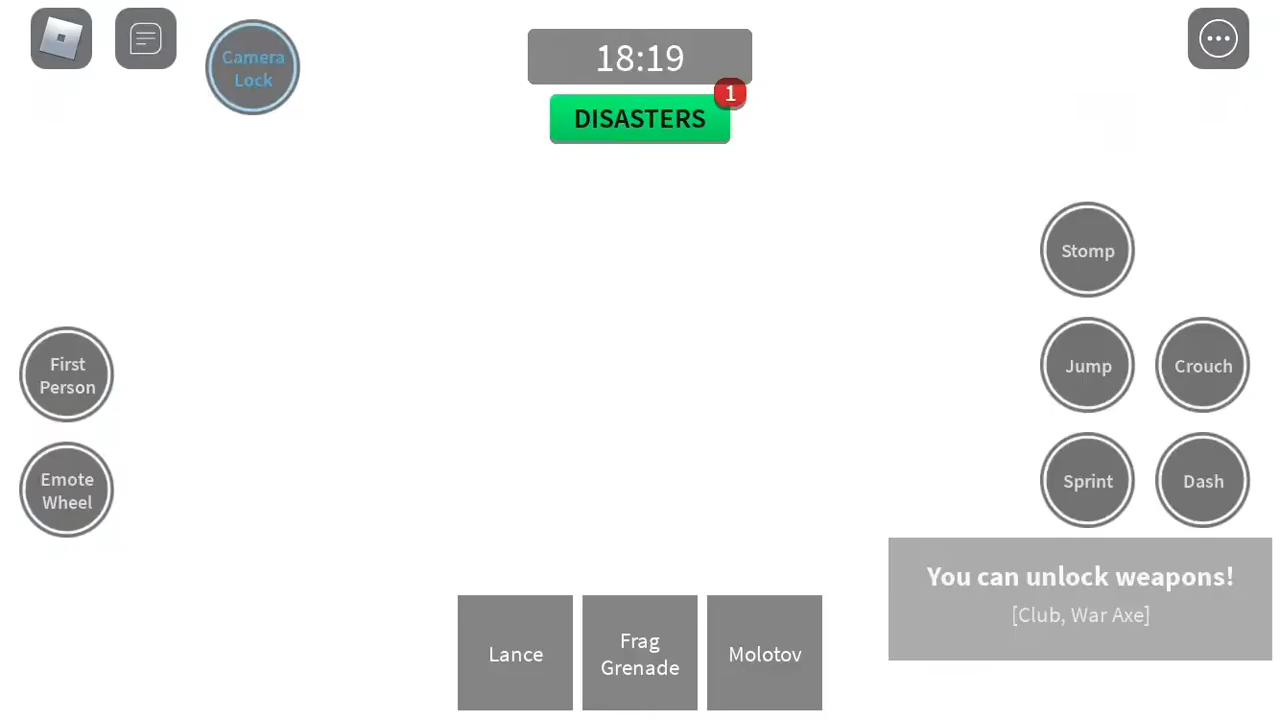 Camera
Lock
18:19
1
DISASTERS
Stomp
First
Person
Jump
Crouch
Emote
Wheel
Sprint
Dash
You can unlock weapons!
[Club, War Axe]
Lance
Frag
Grenade
Molotov